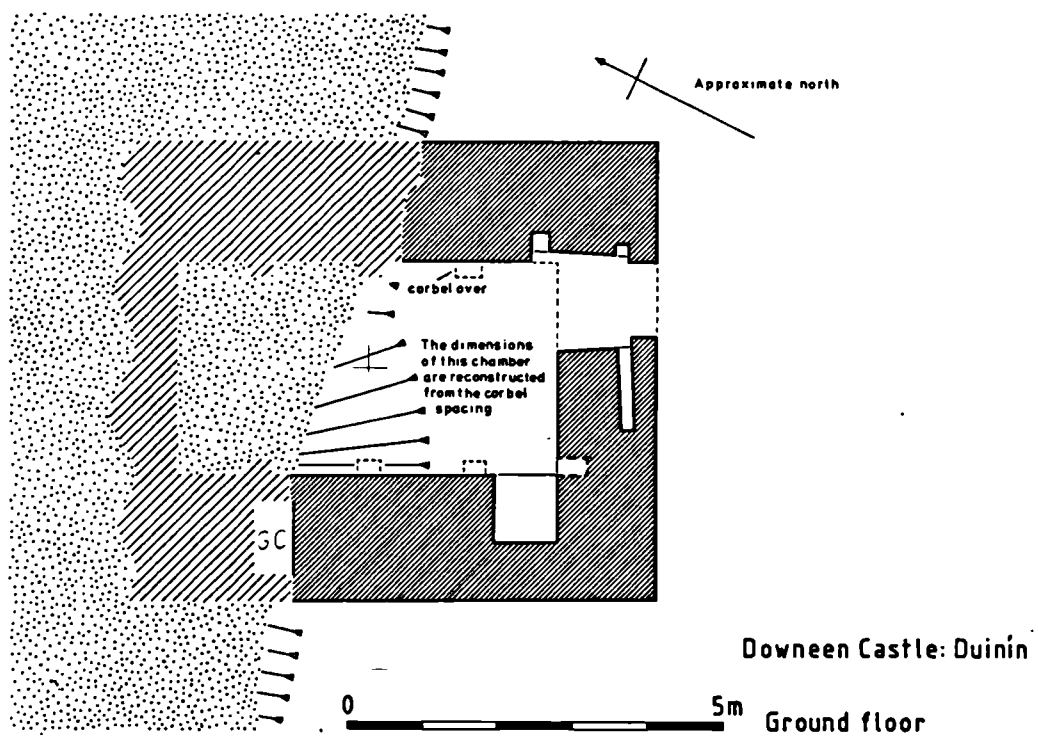 Approximate north
corbel over
The dimensions
of this chamber
are reconstructed
from the corbel
spacing
GC
Downeen Castle: Duinín
0 5m
Ground floor